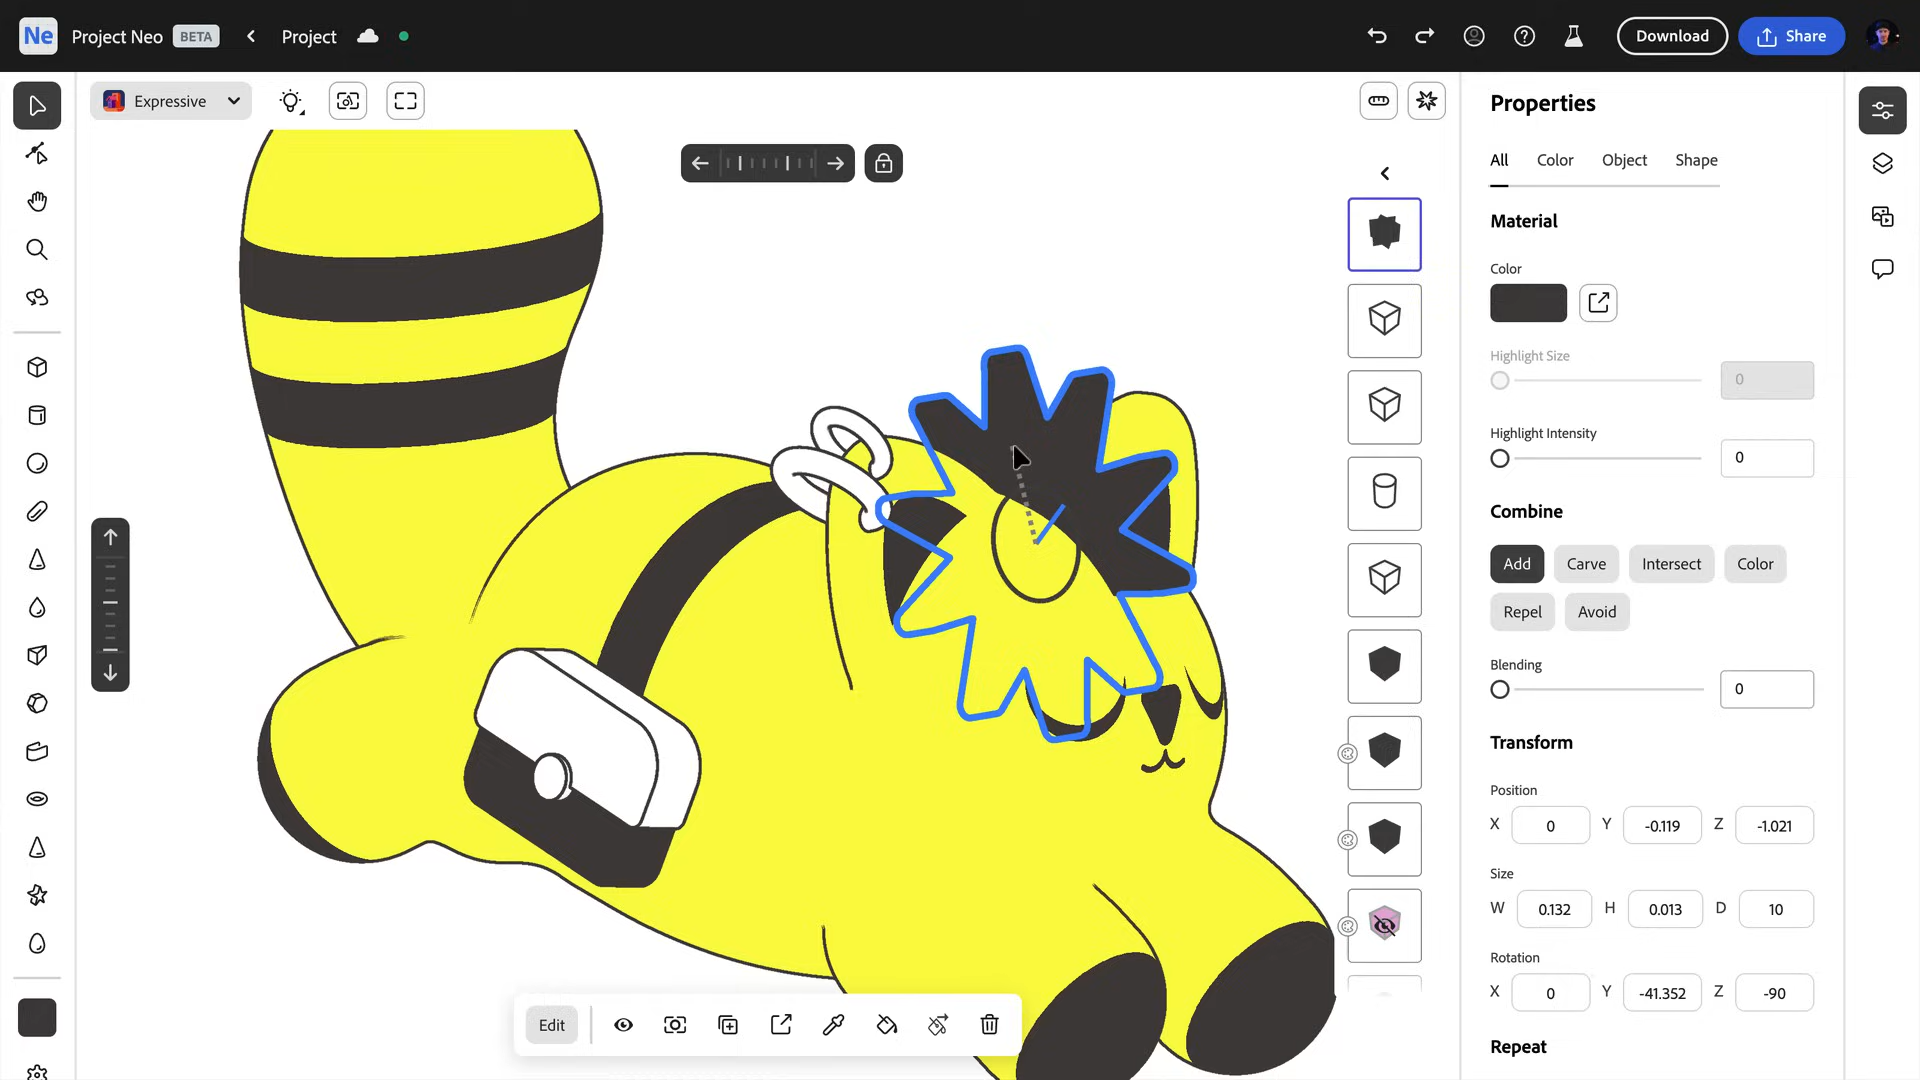 Ne Project Neo BETA Project Download Share
Expressive
Properties
All Color Object Shape
Material
Color
Highlight Size
0
Highlight Intensity
0
Combine
Add Carve Intersect Color
Repel Avoid
Blending
0
Transform
Position
X 0 Y -0.119 Z -1.021
Size
W 0.132 H 0.013 D 10
Rotation
X 0 Y -41.352 Z -90
Repeat
Edit